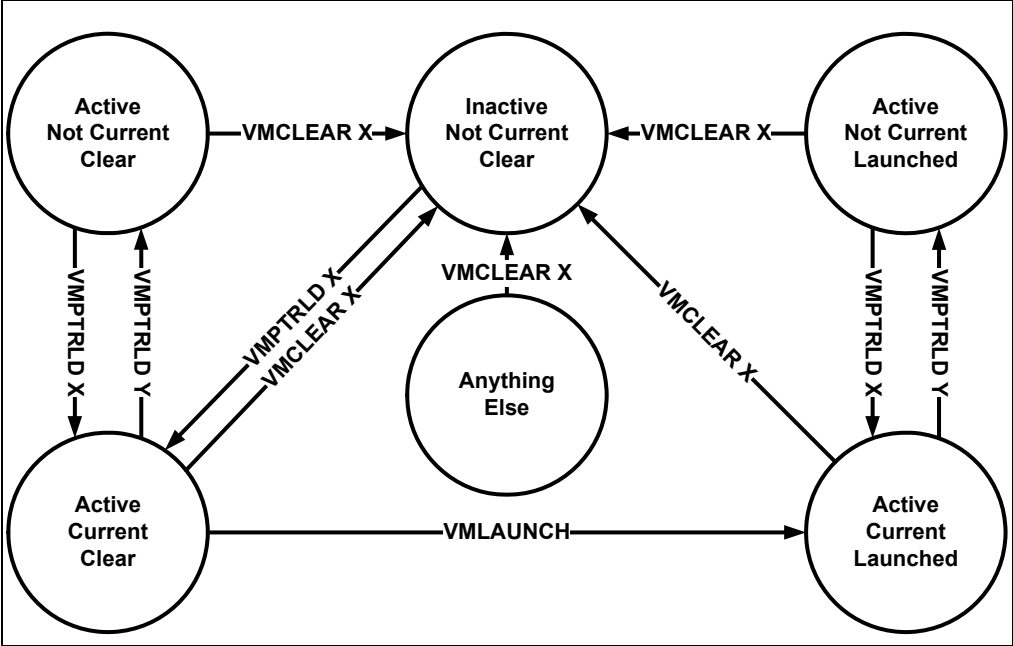 Active
Not Current
Clear
VMCLEAR X
Inactive
Not Current
Clear
VMCLEAR X
Active
Not Current
Launched
VMPTRLD X
VMPTRLD Y
VMPTRLD X
VMCLEAR X
VMCLEAR X
Anything
Else
VMCLEAR X
VMPTRLD X
VMPTRLD Y
Active
Current
Clear
VMLAUNCH
Active
Current
Launched